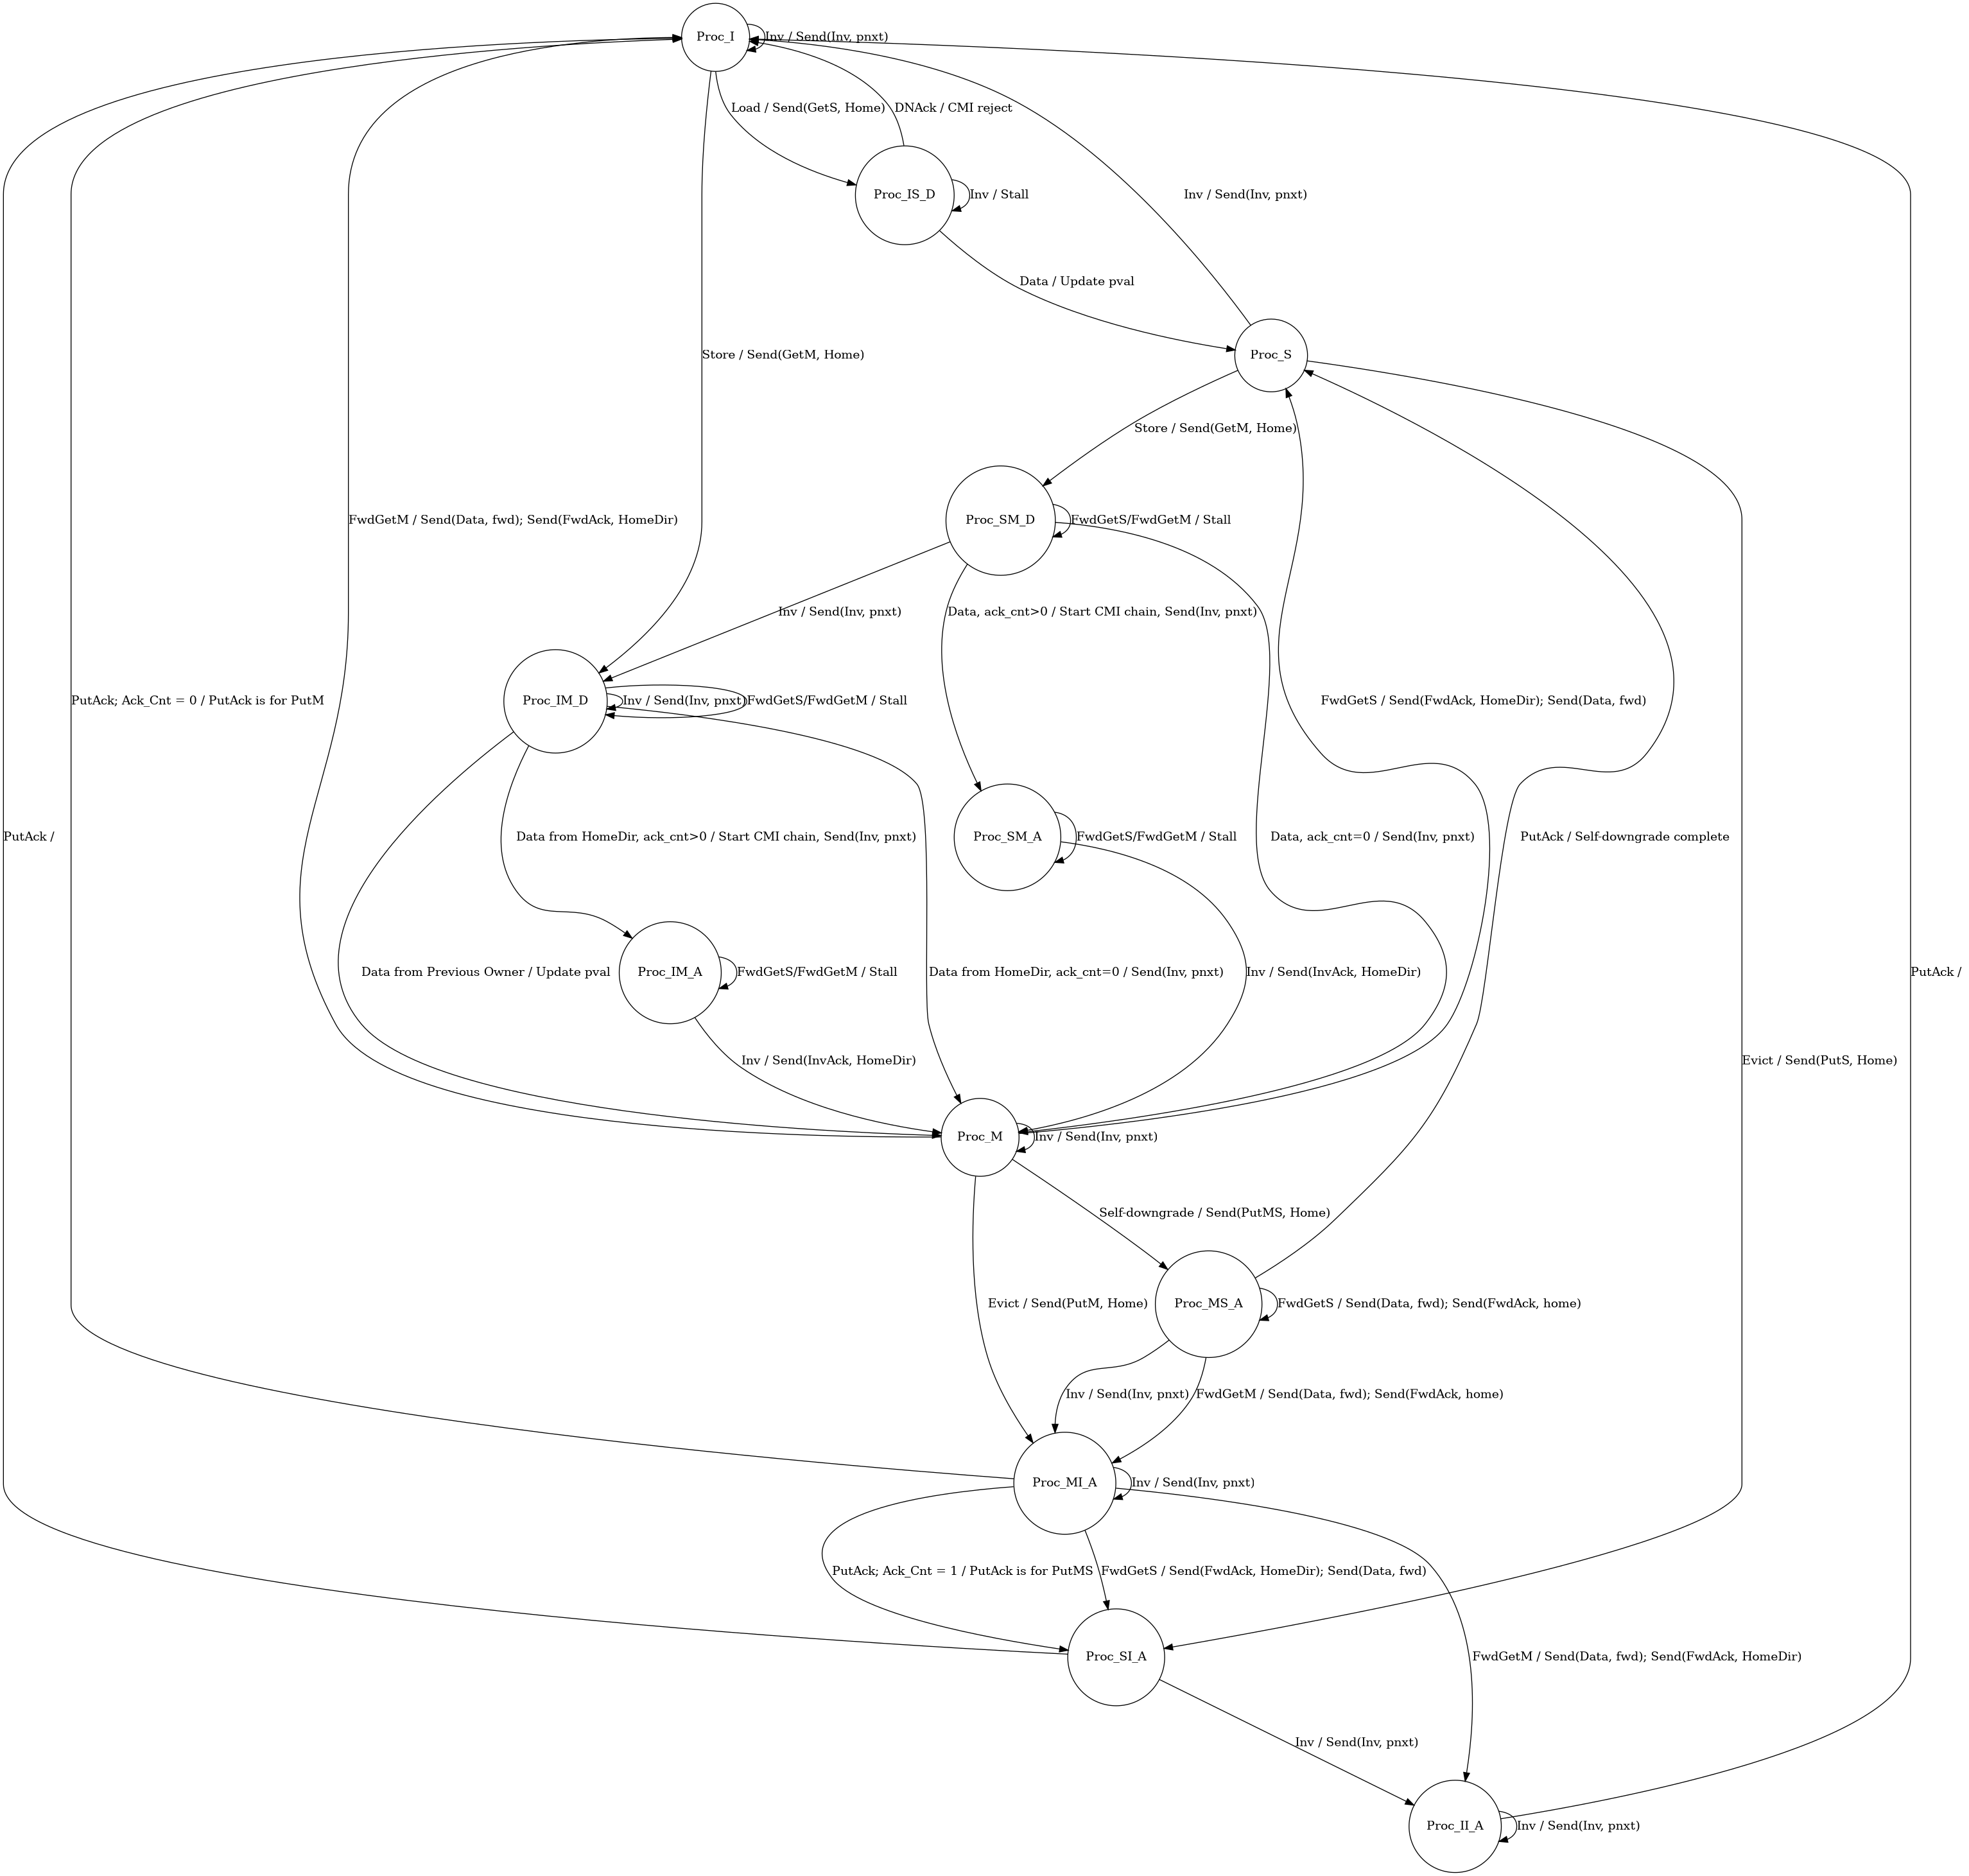 Proc_I
Inv / Send(Inv, pnxt)
Load / Send(GetS, Home)
DNAck / CMI reject
Proc_IS_D
Inv / Stall
Inv / Send(Inv, pnxt)
Data / Update pval
Store / Send(GetM, Home)
Proc_S
Store / Send(GetM, Home)
FwdGetM / Send(Data, fwd); Send(FwdAck, HomeDir)
Proc_SM_D
FwdGetS/FwdGetM / Stall
Inv / Send(Inv, pnxt)
Data, ack_cnt>0 / Start CMI chain, Send(Inv, pnxt)
PutAck; Ack_Cnt = 0 / PutAck is for PutM
Proc_IM_D
Inv / Send(Inv, pnxt)
FwdGetS/FwdGetM / Stall
FwdGetS / Send(FwdAck, HomeDir); Send(Data, fwd)
PutAck /
Data from HomeDir, ack_cnt>0 / Start CMI chain, Send(Inv, pnxt)
Proc_SM_A
FwdGetS/FwdGetM / Stall
Data, ack_cnt=0 / Send(Inv, pnxt)
PutAck / Self-downgrade complete
Data from Previous Owner / Update pval
Proc_IM_A
FwdGetS/FwdGetM / Stall
Data from HomeDir, ack_cnt=0 / Send(Inv, pnxt)
Inv / Send(InvAck, HomeDir)
PutAck /
Inv / Send(InvAck, HomeDir)
Evict / Send(PutS, Home)
Proc_M
Inv / Send(Inv, pnxt)
Self-downgrade / Send(PutMS, Home)
Evict / Send(PutM, Home)
Proc_MS_A
FwdGetS / Send(Data, fwd); Send(FwdAck, home)
Inv / Send(Inv, pnxt)
FwdGetM / Send(Data, fwd); Send(FwdAck, home)
Proc_MI_A
Inv / Send(Inv, pnxt)
PutAck; Ack_Cnt = 1 / PutAck is for PutMS
FwdGetS / Send(FwdAck, HomeDir); Send(Data, fwd)
Proc_SI_A
FwdGetM / Send(Data, fwd); Send(FwdAck, HomeDir)
Inv / Send(Inv, pnxt)
Proc_II_A
Inv / Send(Inv, pnxt)